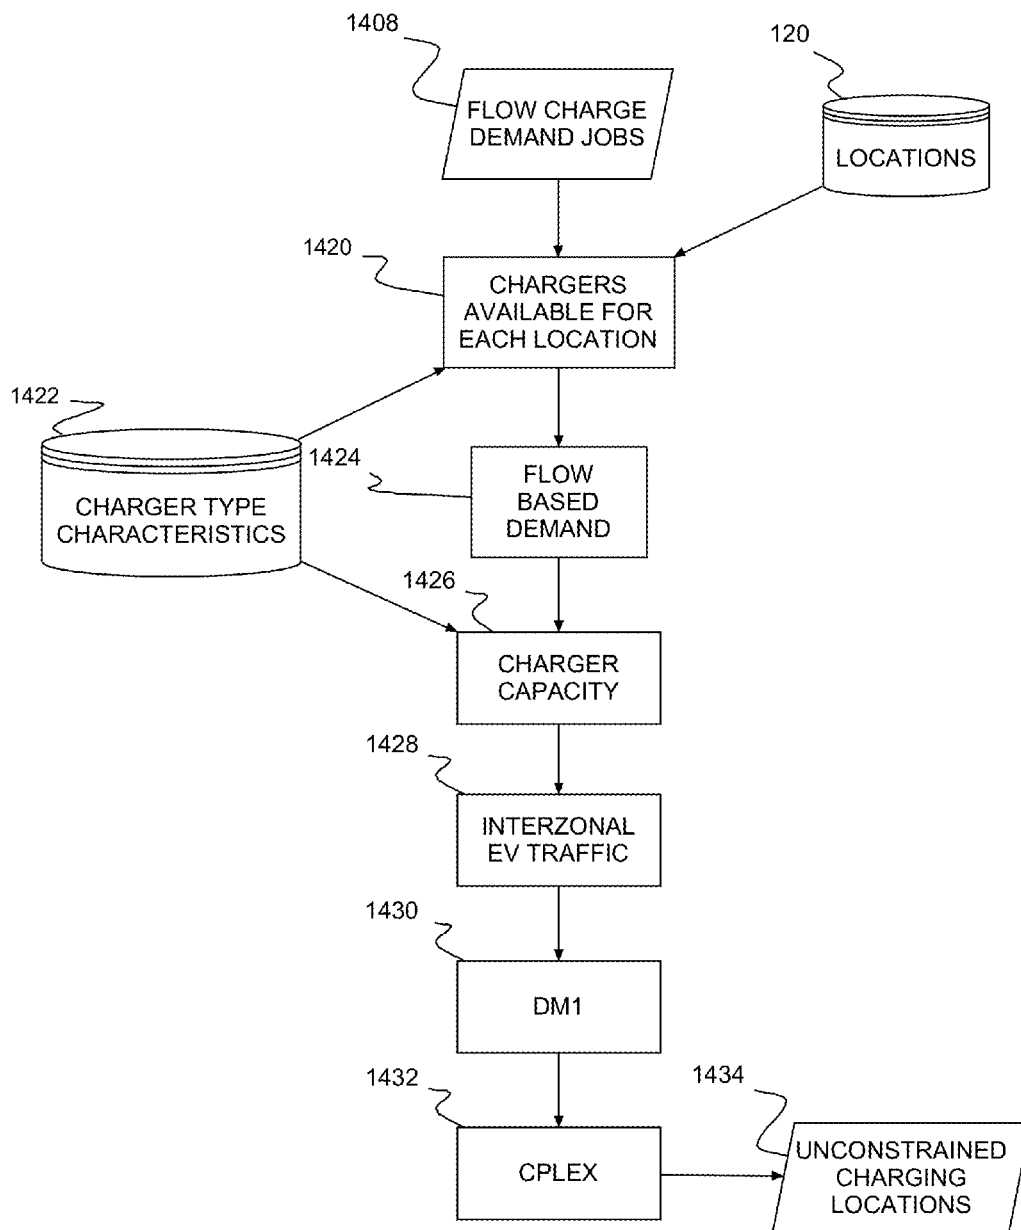 1408
120
FLOW CHARGE
DEMAND JOBS
LOCATIONS
1420
CHARGERS
AVAILABLE FOR
EACH LOCATION
1422
1424
CHARGER TYPE
CHARACTERISTICS
FLOW
BASED
DEMAND
1426
CHARGER
CAPACITY
1428
INTERZONAL
EV TRAFFIC
1430
DM1
1432
1434
CPLEX
UNCONSTRAINED
CHARGING
LOCATIONS